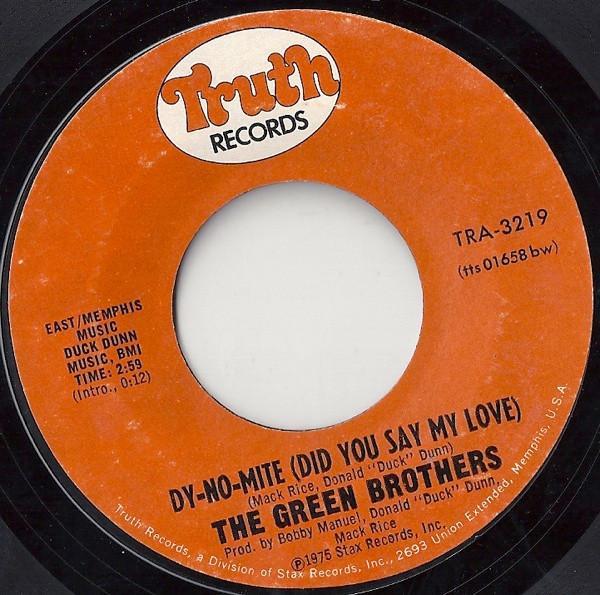 Truth
RECORDS
TRA-3219
(tts 01658 bw)
EAST/MEMPHIS
MUSIC
DUCK DUNN
MUSIC, BMI
TIME: 2:59
(Intro., 0:12)
DY-NO-MITE (DID YOU SAY MY LOVE)
(Mack Rice, Donald "Duck" Dunn)
THE GREEN BROTHERS
Prod. by Bobby Manuel, Donald "Duck" Dunn,
Mack Rice
Ⓟ1975 Stax Records, Inc.
Truth Records, a Division of Stax Records, Inc., 2693 Union Extended, Memphis, U.S.A.